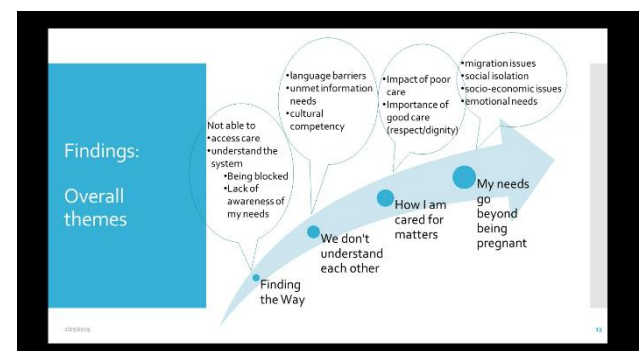 Findings:
Overall
themes
Not able to
•access care
•understand the
system
•Being blocked
•Lack of
awareness of
my needs
•language barriers
•unmet information
needs
•cultural
competency
•Impact of poor
care
•Importance of
good care
(respect/dignity)
•migration issues
•social isolation
•socio-economic issues
•emotional needs
Finding
the Way
We don't
understand
each other
How I am
cared for
matters
My needs
go
beyond
being
pregnant
23